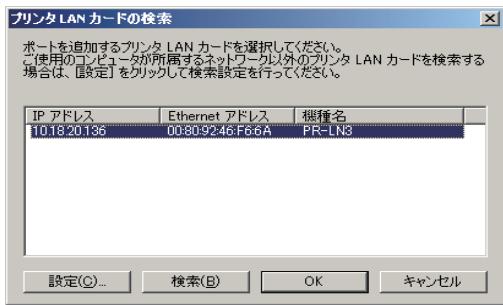 プリンタ LAN カードの検索
ポートを追加するプリンタ LAN カードを選択してください。
ご使用のコンピュータが所属するネットワーク以外のプリンタ LAN カードを検索する
場合は、[設定] をクリックして検索設定を行ってください。
IP アドレス Ethernet アドレス 機種名
10.18.20.136 00:80:92:46:F6:6A PR-LN3
設定(C)... 検索(B) OK キャンセル